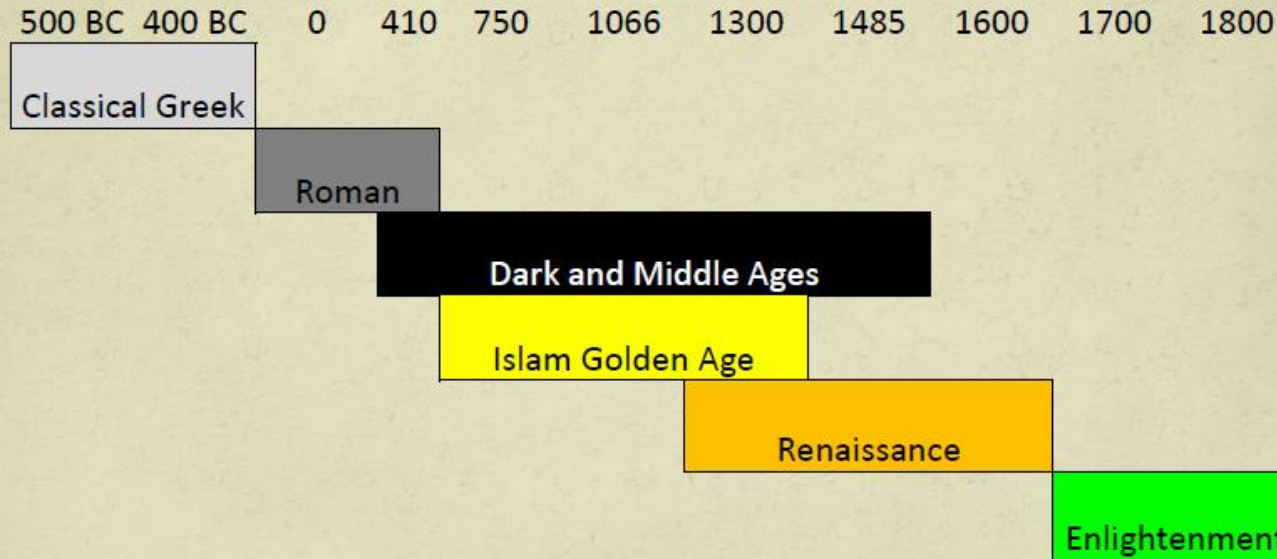 500 BC 400 BC 0 410 750 1066 1300 1485 1600 1700 1800
Classical Greek
Roman
Dark and Middle Ages
Islam Golden Age
Renaissance
Enlightenment